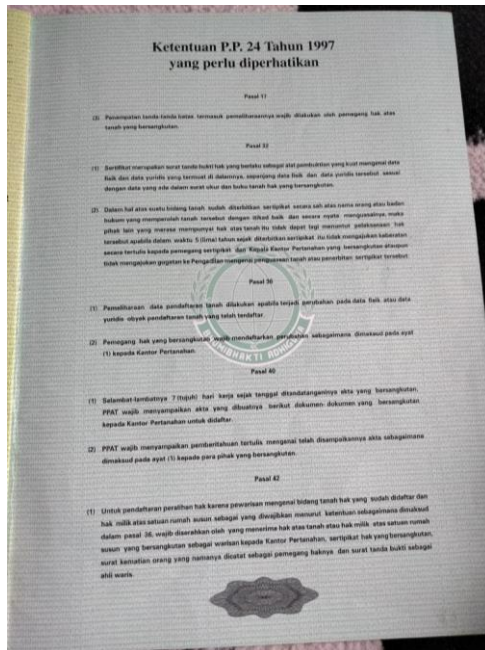 Ketentuan P.P. 24 Tahun 1997
yang perlu diperhatikan
Pasal 17
(3) Penempatan tanda-tanda batas termasuk pemeliharaannya wajib dilakukan oleh pemegang hak atas
tanah yang bersangkutan.
Pasal 32
(1) Sertifikat merupakan surat tanda bukti hak yang berlaku sebagai alat pembuktian yang kuat mengenai data
fisik dan data yuridis yang termuat di dalamnya, sepanjang data fisik dan data yuridis tersebut sesuai
dengan data yang ada dalam surat ukur dan buku tanah hak yang bersangkutan.
(2) Dalam hal atas suatu bidang tanah sudah diterbitkan sertipikat secara sah atas nama orang atau badan
hukum yang memperoleh tanah tersebut dengan itikad baik dan secara nyata menguasainya, maka
pihak lain yang merasa mempunyai hak atas tanah itu tidak dapat lagi menuntut pelaksanaan hak
tersebut apabila dalam waktu 5 (lima) tahun sejak diterbitkan sertipikat itu tidak mengajukan keberatan
secara tertulis kepada pemegang sertipikat dan Kepala Kantor Pertanahan yang bersangkutan ataupun
tidak mengajukan gugatan ke Pengadilan mengenai penguasaan tanah atau penerbitan sertipikat tersebut.
Pasal 36
(1) Pemeliharaan data pendaftaran tanah dilakukan apabila terjadi perubahan pada data fisik atau data
yuridis obyek pendaftaran tanah yang telah terdaftar.
(2) Pemegang hak yang bersangkutan wajib mendaftarkan perubahan sebagaimana dimaksud pada ayat
(1) kepada Kantor Pertanahan.
BHUMIBHAKTI ADHIGUNA
Pasal 40
(1) Selambat-lambatnya 7 (tujuh) hari kerja sejak tanggal ditandatanganinya akta yang bersangkutan,
PPAT wajib menyampaikan akta yang dibuatnya berikut dokumen-dokumen yang bersangkutan
kepada Kantor Pertanahan untuk didaftar.
(2) PPAT wajib menyampaikan pemberitahuan tertulis mengenai telah disampaikannya akta sebagaimana
dimaksud pada ayat (1) kepada para pihak yang bersangkutan.
Pasal 42
(1) Untuk pendaftaran peralihan hak karena pewarisan mengenai bidang tanah hak yang sudah didaftar dan
hak milik atas satuan rumah susun sebagai yang diwajibkan menurut ketentuan sebagaimana dimaksud
dalam pasal 36, wajib diserahkan oleh yang menerima hak atas tanah atau hak milik atas satuan rumah
susun yang bersangkutan sebagai warisan kepada Kantor Pertanahan, sertipikat hak yang bersangkutan,
surat kematian orang yang namanya dicatat sebagai pemegang haknya dan surat tanda bukti sebagai
ahli waris.